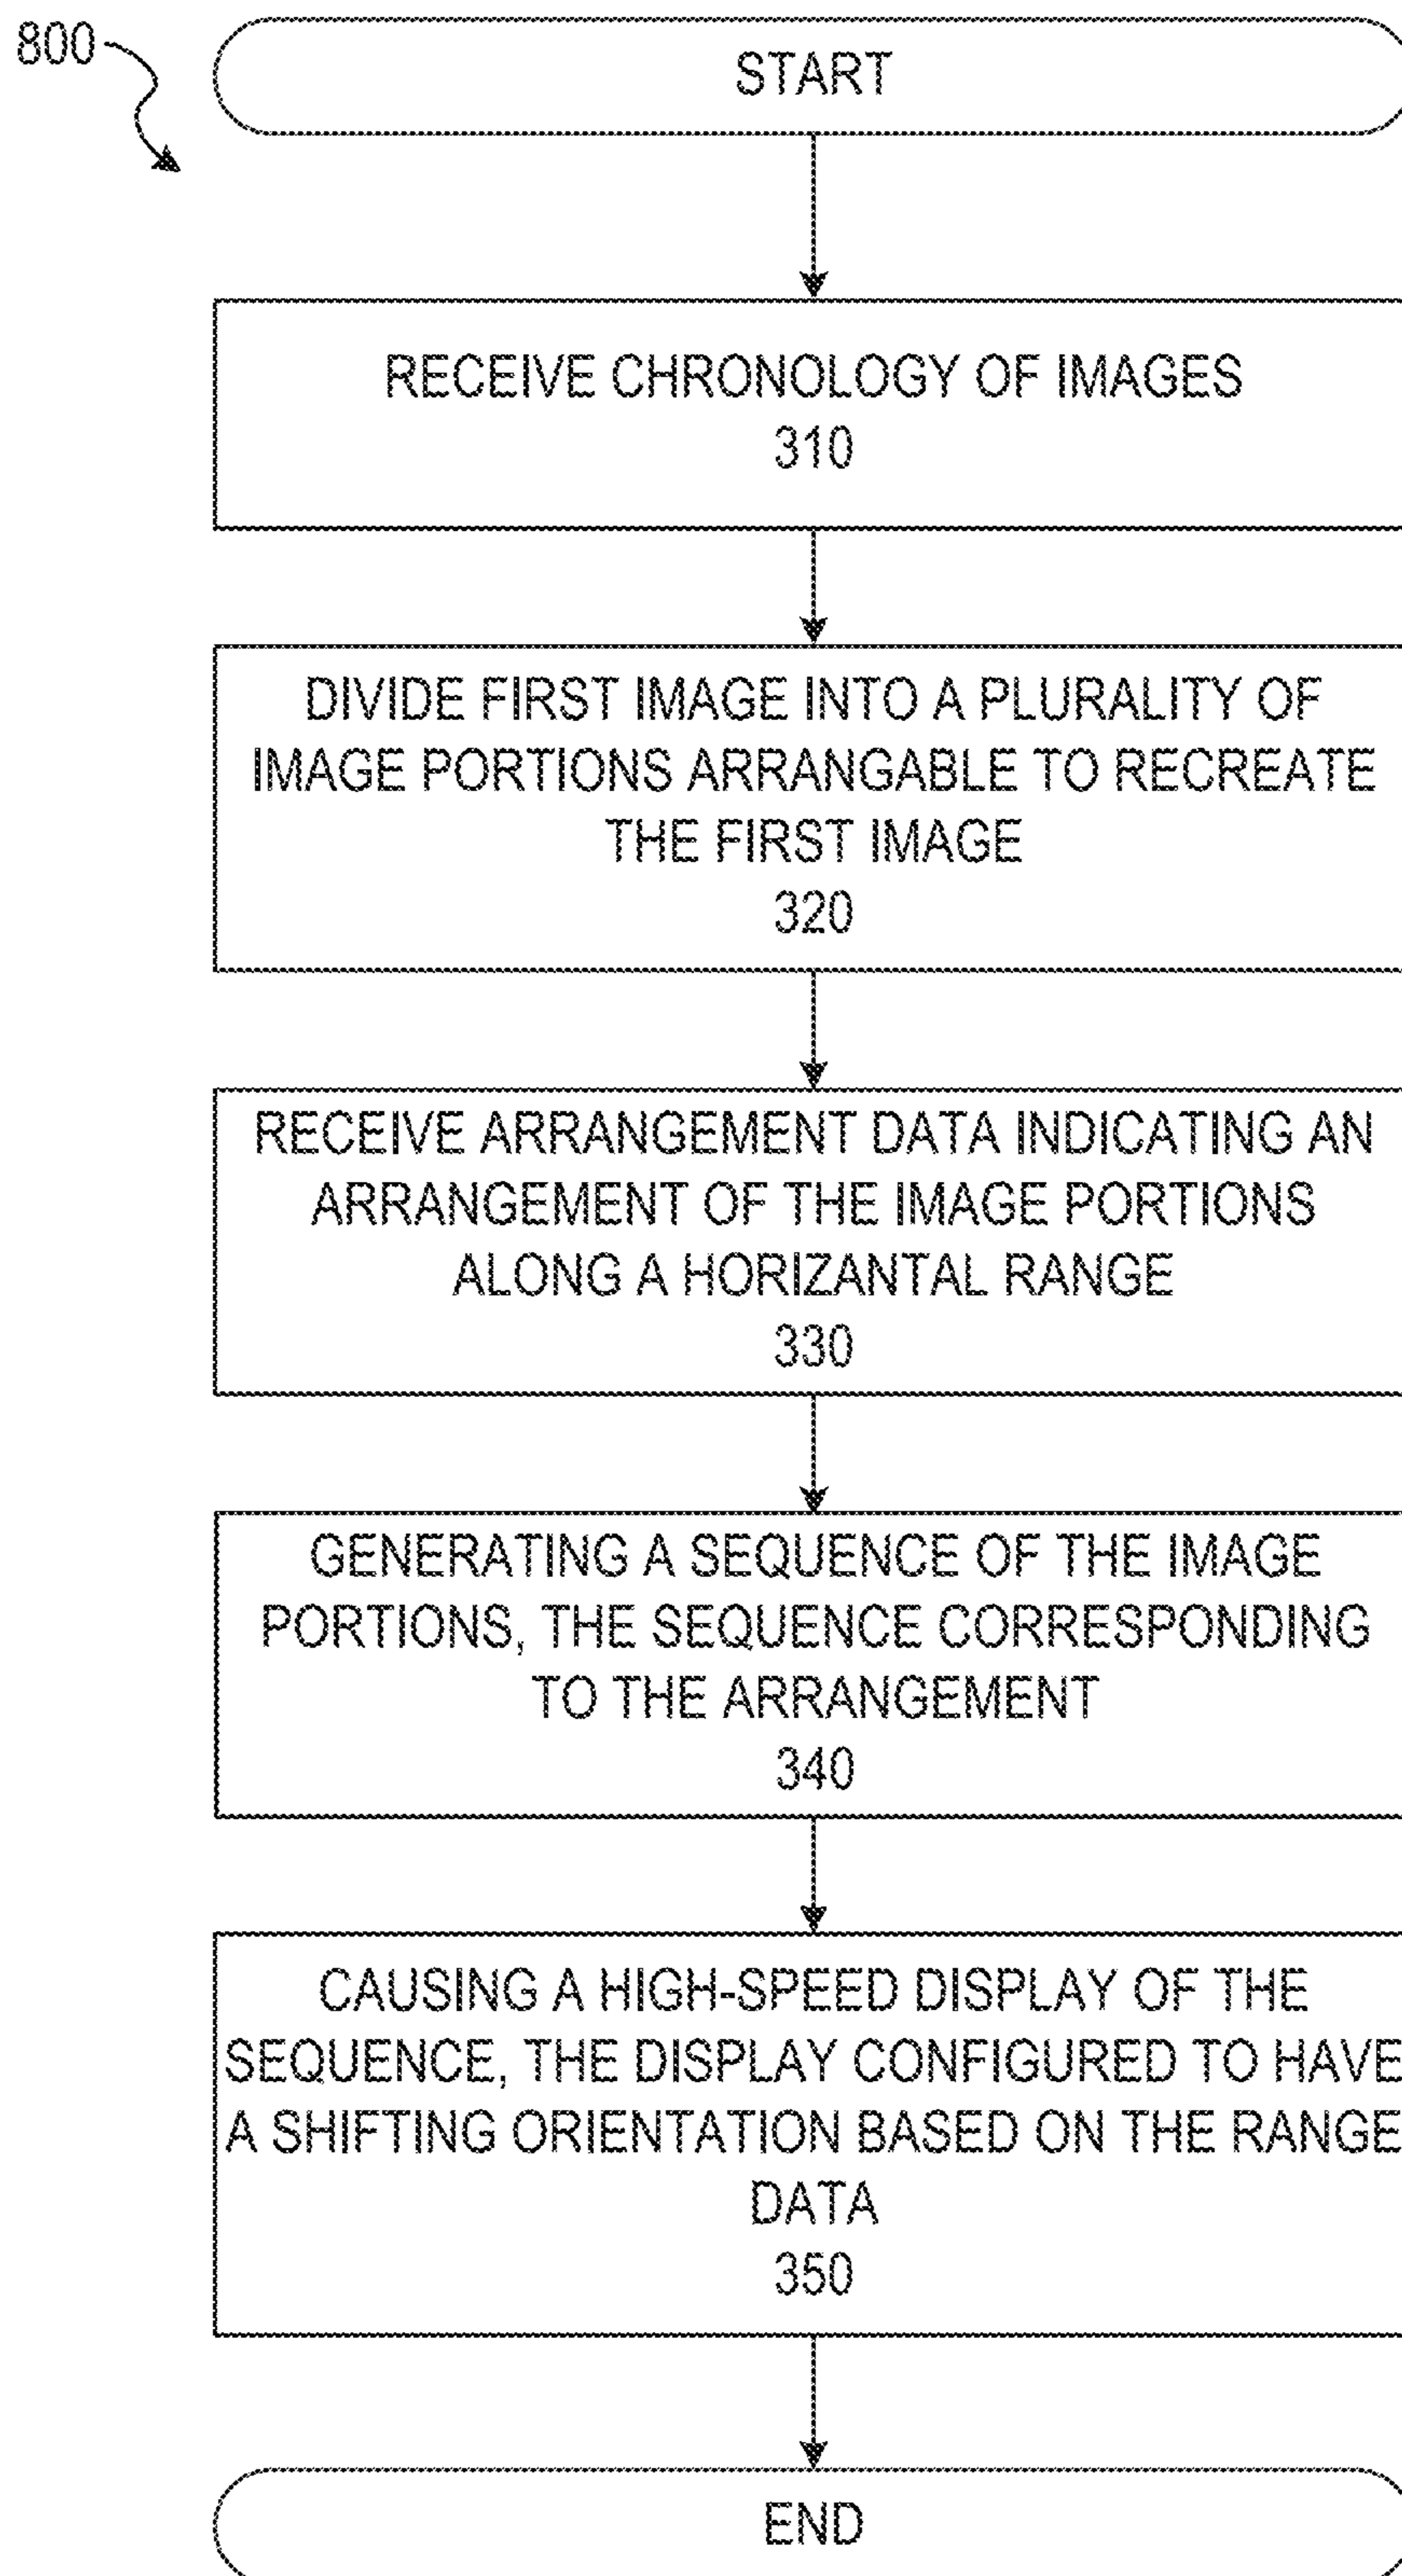 800
START
RECEIVE CHRONOLOGY OF IMAGES
310
DIVIDE FIRST IMAGE INTO A PLURALITY OF
IMAGE PORTIONS ARRANGABLE TO RECREATE
THE FIRST IMAGE
320
RECEIVE ARRANGEMENT DATA INDICATING AN
ARRANGEMENT OF THE IMAGE PORTIONS
ALONG A HORIZANTAL RANGE
330
GENERATING A SEQUENCE OF THE IMAGE
PORTIONS, THE SEQUENCE CORRESPONDING
TO THE ARRANGEMENT
340
CAUSING A HIGH-SPEED DISPLAY OF THE
SEQUENCE, THE DISPLAY CONFIGURED TO HAVE
A SHIFTING ORIENTATION BASED ON THE RANGE
DATA
350
END